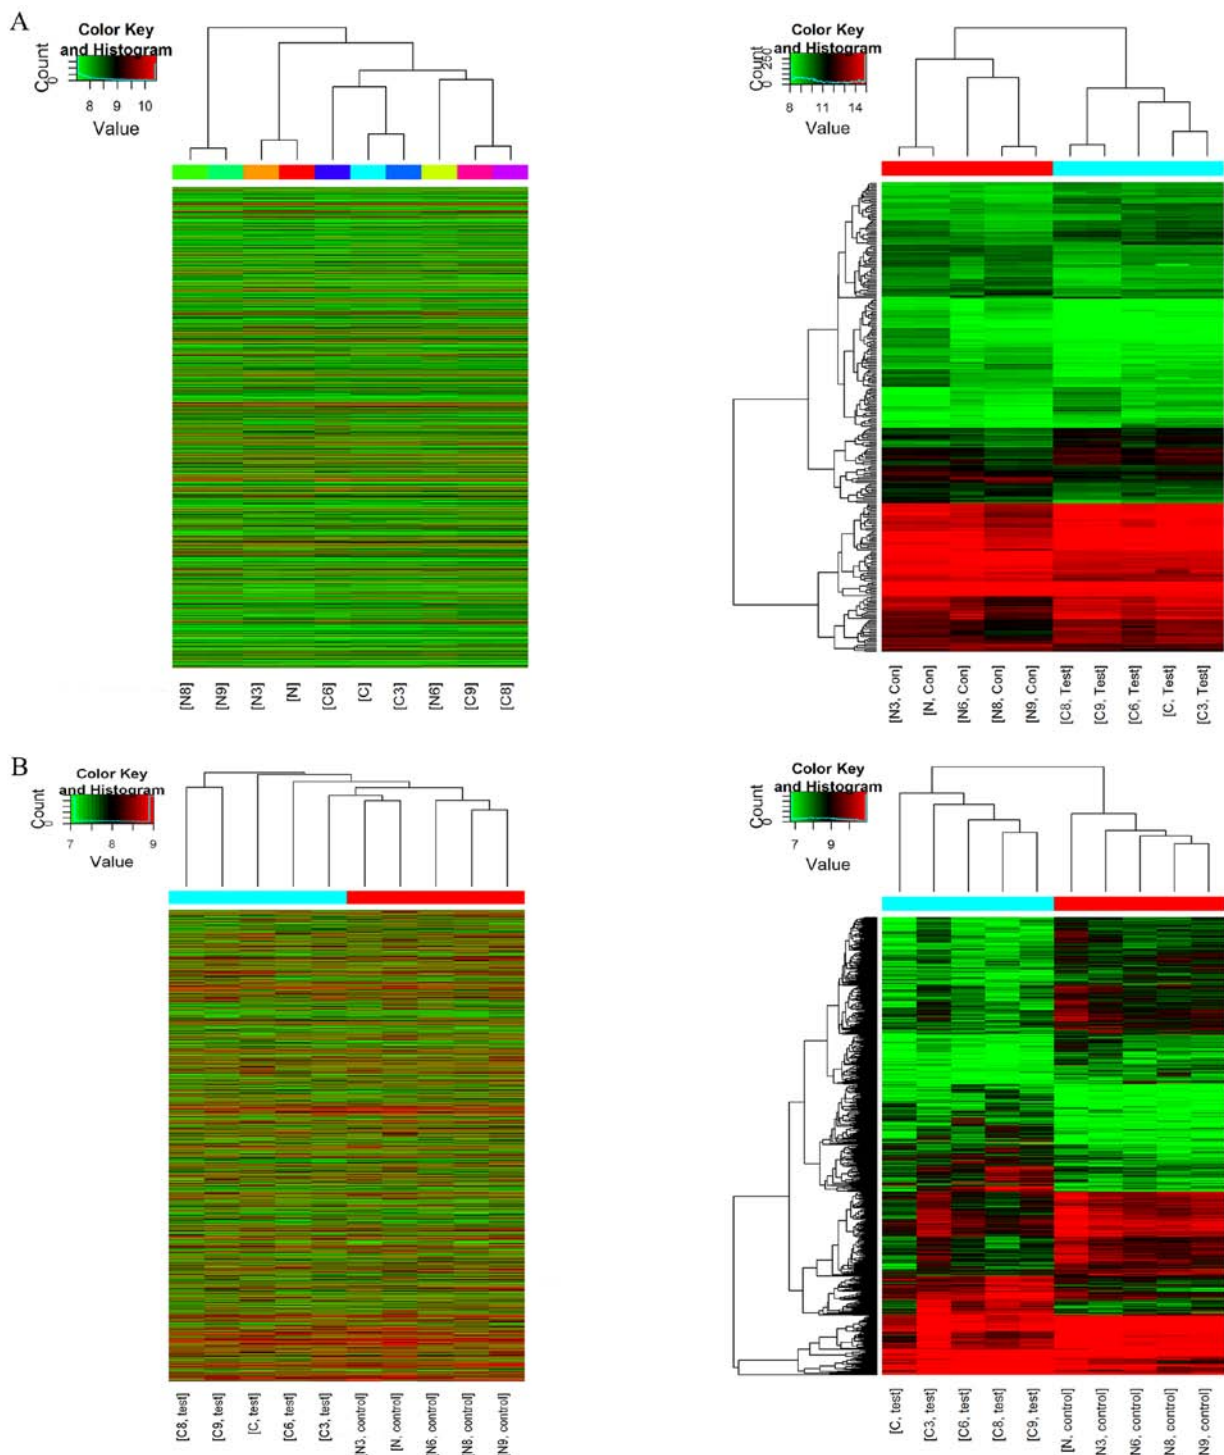 A
Color Key
and Histogram
Count
0
8 9 10
Value
[N8] [N9] [N3] [N] [C6] [C] [C3] [N6] [C9] [C8]
Color Key
and Histogram
Count
0 250
8 11 14
Value
[N3, Con] [N, Con] [N6, Con] [N8, Con] [N9, Con] [C8, Test] [C9, Test] [C6, Test] [C, Test] [C3, Test]
B
Color Key
and Histogram
Count
0
7 8 9
Value
[C8, test] [C9, test] [C, test] [C6, test] [C3, test] [N3, control] [N, control] [N6, control] [N8, control] [N9, control]
Color Key
and Histogram
Count
0
7 9
Value
[C, test] [C3, test] [C6, test] [C8, test] [C9, test] [N, control] N3, control] N6, control] N8, control] N9, control]